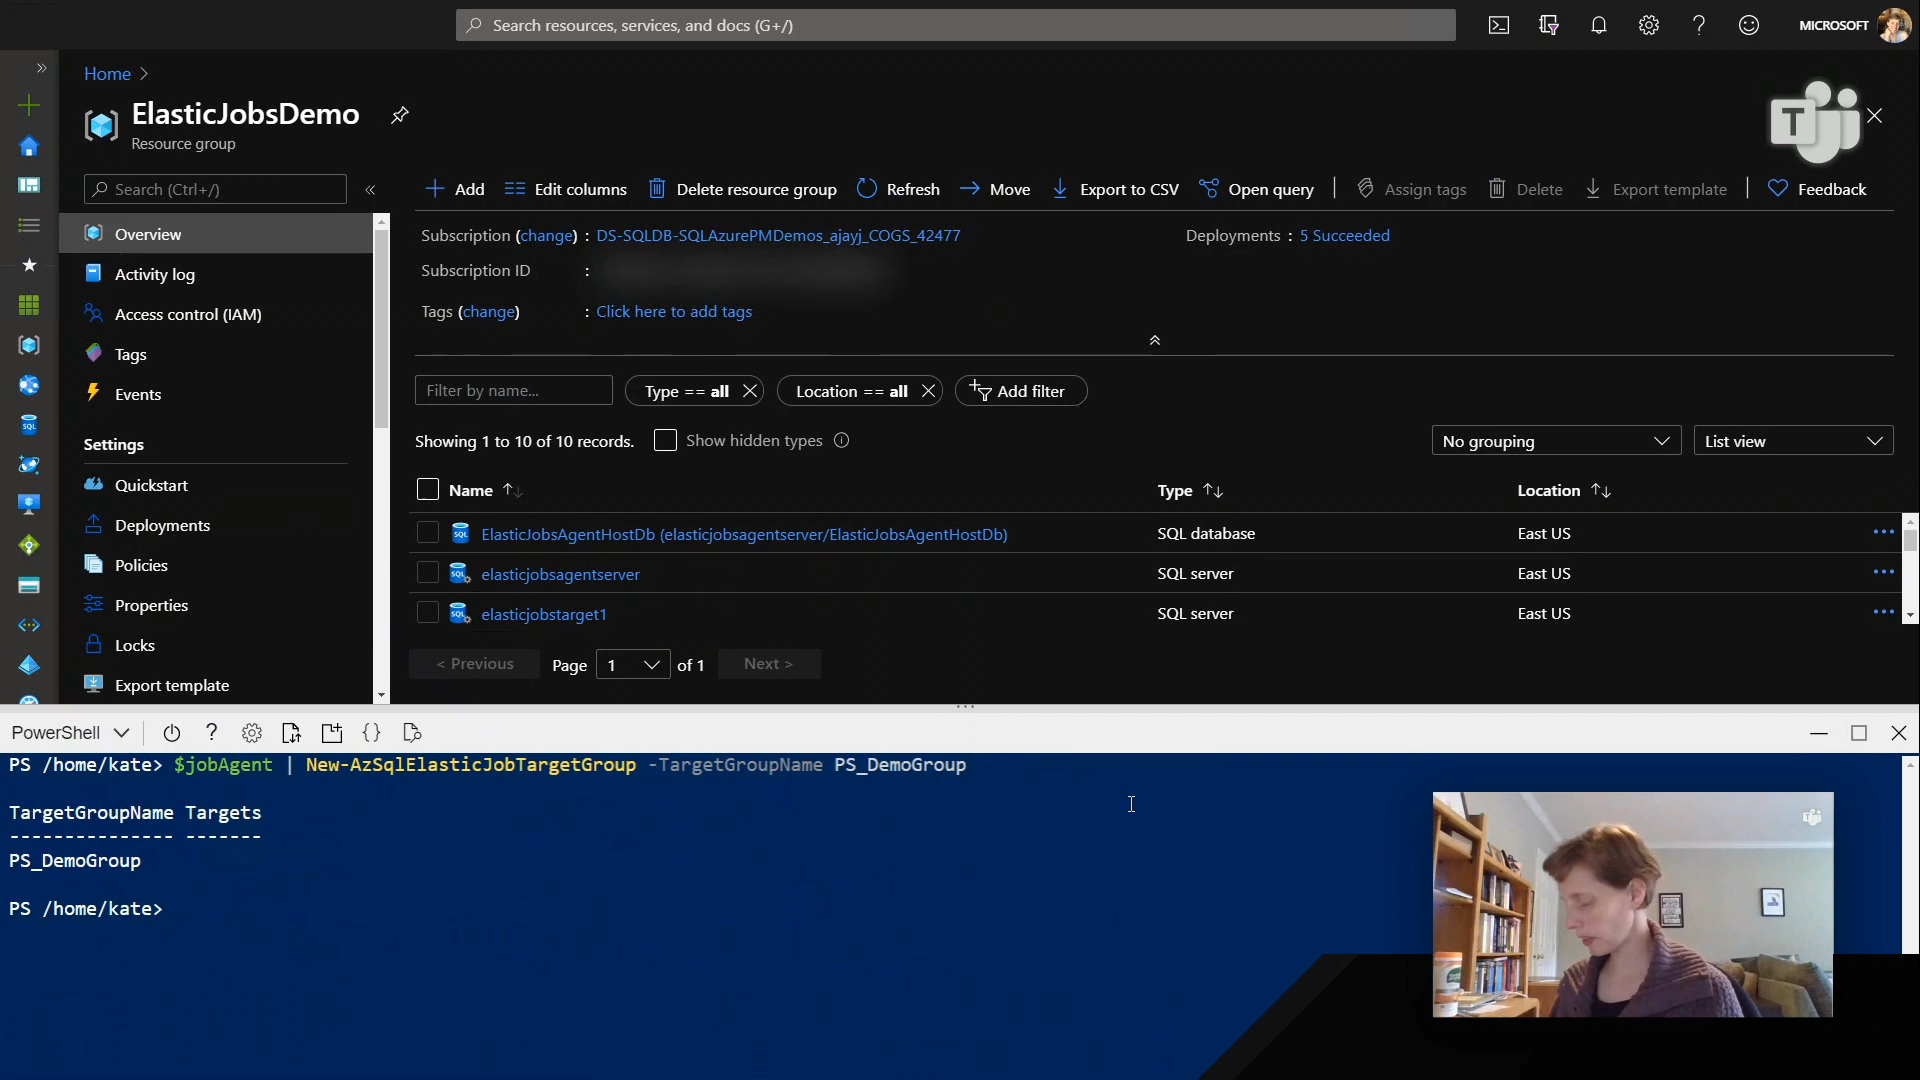 Search resources, services, and docs (G+/)
MICROSOFT
Home
ElasticJobsDemo
Resource group
T
Search (Ctrl+/)
Add
Edit columns
Delete resource group
Refresh
Move
Export to CSV
Open query
Assign tags
Delete
Export template
Feedback
Overview
Activity log
Access control (IAM)
Tags
Events
Settings
Quickstart
Deployments
Policies
Properties
Locks
Export template
Subscription (change) : DS-SQLDB-SQLAzurePMDemos_ajayj_COGS_42477
Deployments : 5 Succeeded
Subscription ID :
Tags (change) : Click here to add tags
Filter by name...
Type == all
Location == all
Add filter
Showing 1 to 10 of 10 records.
Show hidden types
No grouping
List view
Name Type Location
ElasticJobsAgentHostDb (elasticjobsagentserver/ElasticJobsAgentHostDb) SQL database East US
elasticjobsagentserver SQL server East US
elasticjobstarget1 SQL server East US
< Previous Page 1 of 1 Next >
PowerShell
PS /home/kate> $jobAgent | New-AzSqlElasticJobTargetGroup -TargetGroupName PS_DemoGroup
TargetGroupName Targets
--------------- -------
PS_DemoGroup
PS /home/kate>